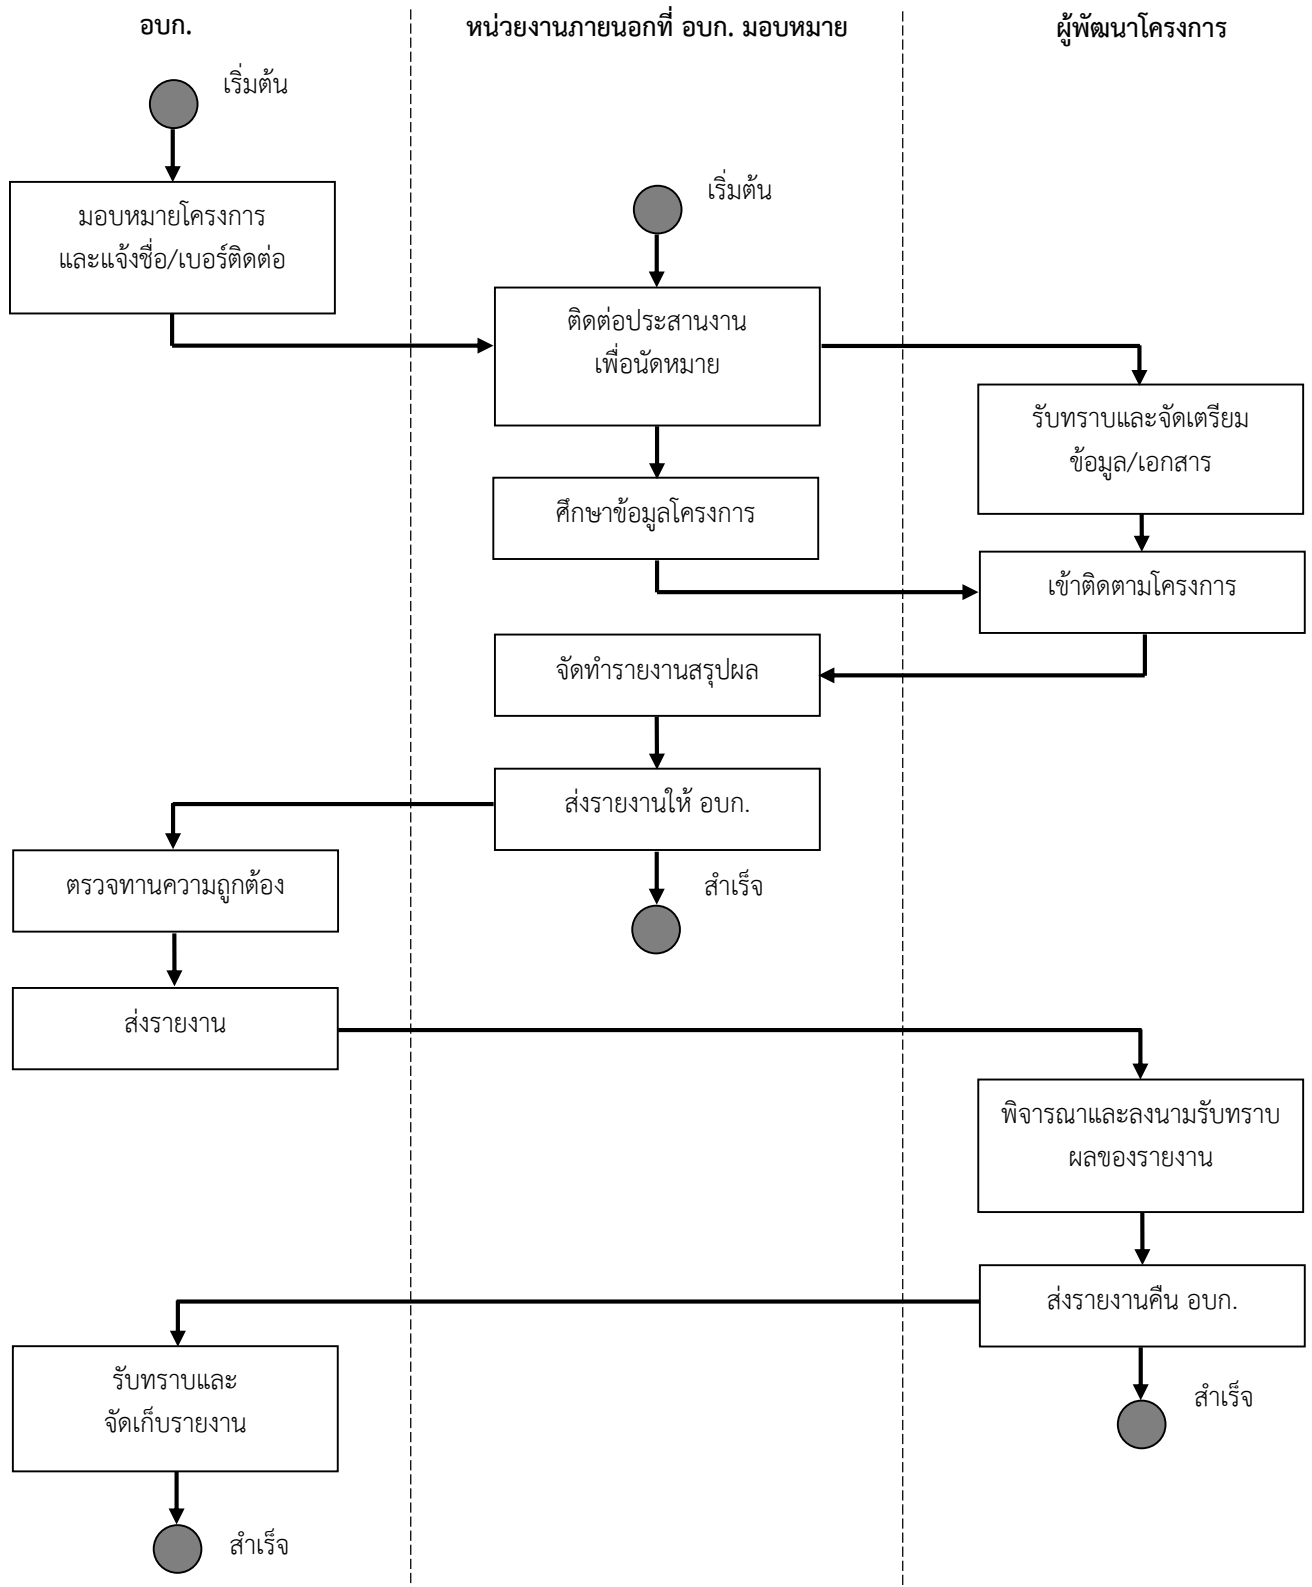 อบก.
หน่วยงานภายนอกที่ อบก. มอบหมาย
ผู้พัฒนาโครงการ
เริ่มต้น
มอบหมายโครงการ
และแจ้งชื่อ/เบอร์ติดต่อ
เริ่มต้น
ติดต่อประสานงาน
เพื่อนัดหมาย
รับทราบและจัดเตรียม
ข้อมูล/เอกสาร
ศึกษาข้อมูลโครงการ
เข้าติดตามโครงการ
จัดทำรายงานสรุปผล
ส่งรายงานให้ อบก.
ตรวจทานความถูกต้อง
สำเร็จ
ส่งรายงาน
พิจารณาและลงนามรับทราบ
ผลของรายงาน
ส่งรายงานคืน อบก.
รับทราบและ
จัดเก็บรายงาน
สำเร็จ
สำเร็จ